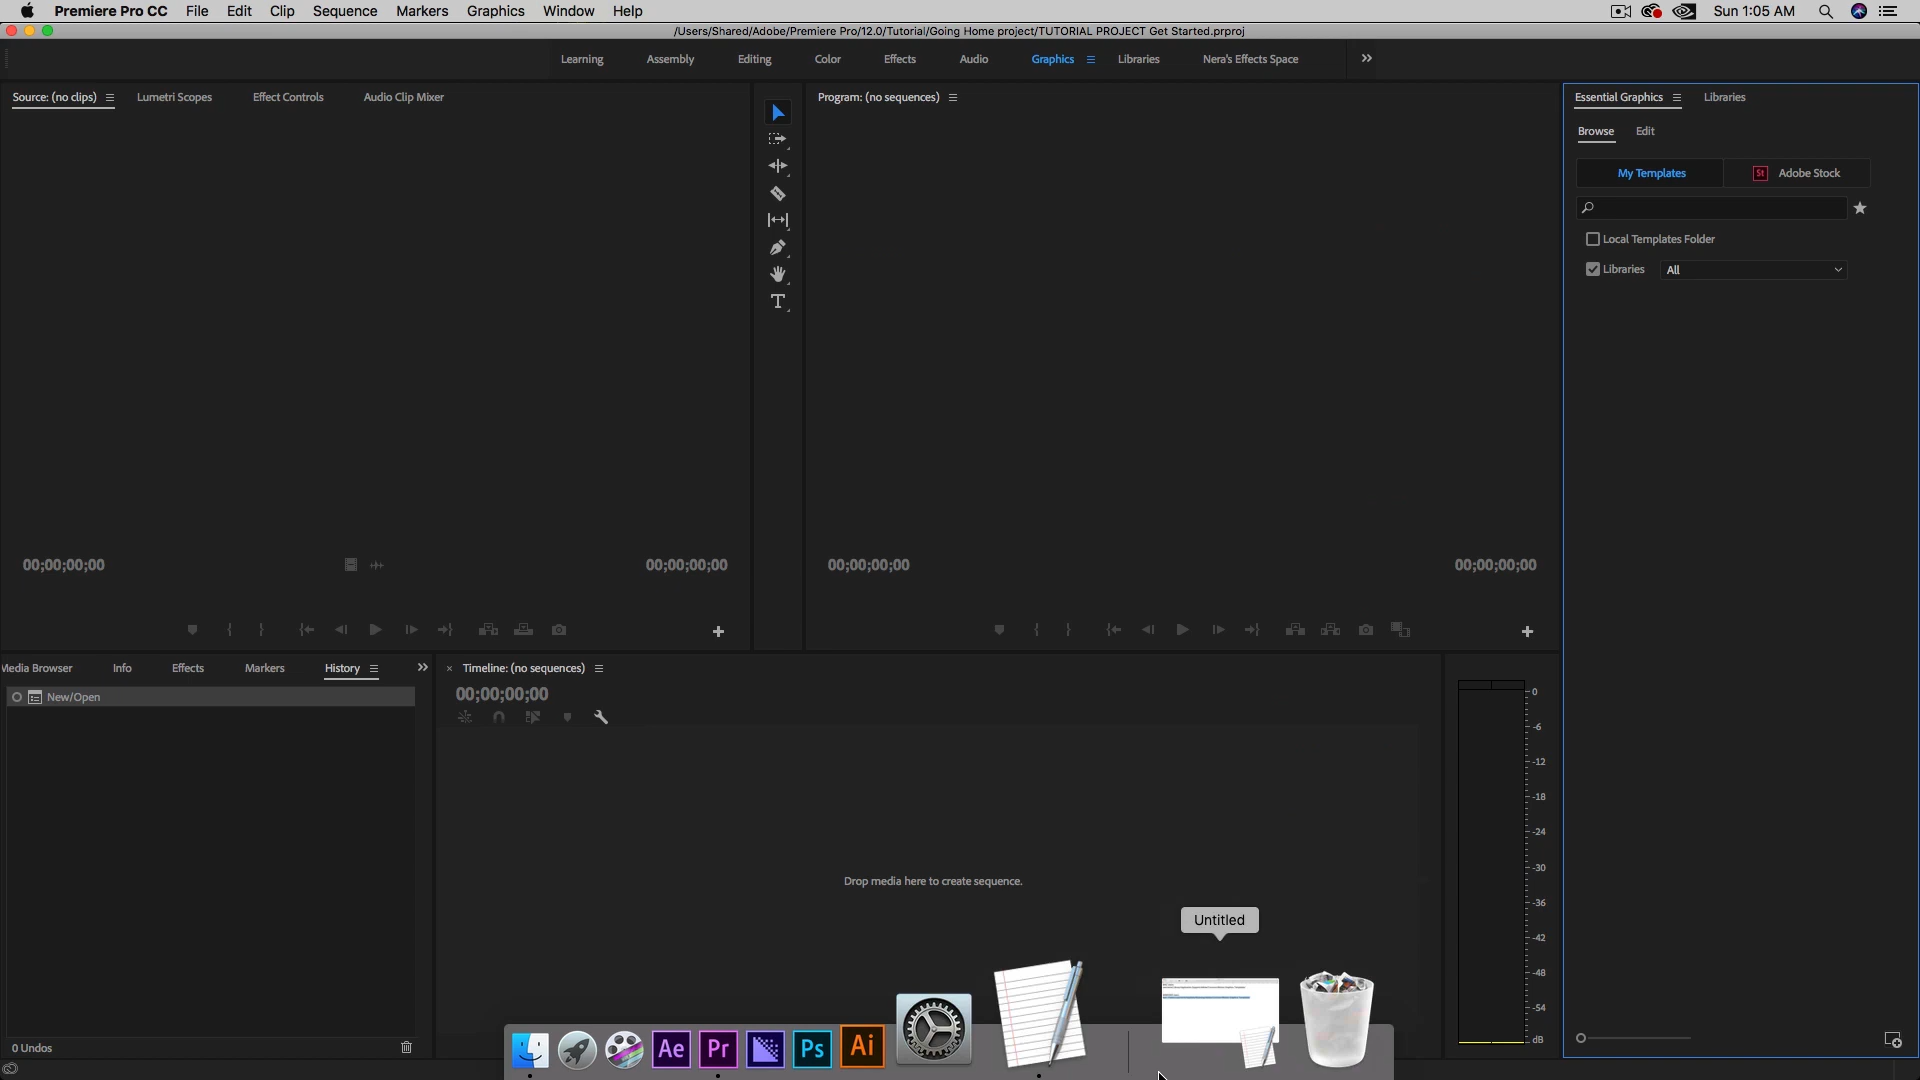 Premiere Pro CC File Edit Clip Sequence Markers Graphics Window Help Sun 1:05 AM
/Users/Shared/Adobe/Premiere Pro/12.0/Tutorial/Going Home project/TUTORIAL PROJECT Get Started.prproj
Learning Assembly Editing Color Effects Audio Graphics Libraries Nera's Effects Space
Source: (no clips) Lumetri Scopes Effect Controls Audio Clip Mixer
Program: (no sequences)
Essential Graphics Libraries
Browse Edit
My Templates St Adobe Stock
Local Templates Folder
Libraries All
T
00;00;00;00 00;00;00;00
00;00;00;00 00;00;00;00
Media Browser Info Effects Markers History
New/Open
0 Undos
Timeline: (no sequences)
00;00;00;00
Drop media here to create sequence.
0
-6
-12
-18
-24
-30
-36
-42
-48
-54
dB
Untitled
Ae Pr Ps Ai